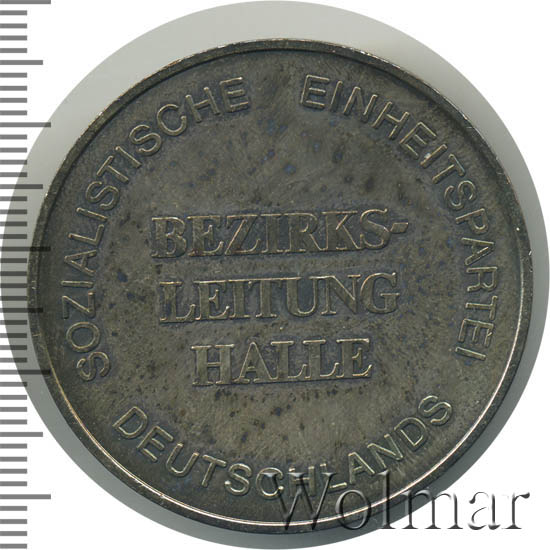 SOZIALISTISCHE EINHEITSPARTEI
DEUTSCHLANDS
BEZIRKS-
LEITUNG
HALLE
Wolmar